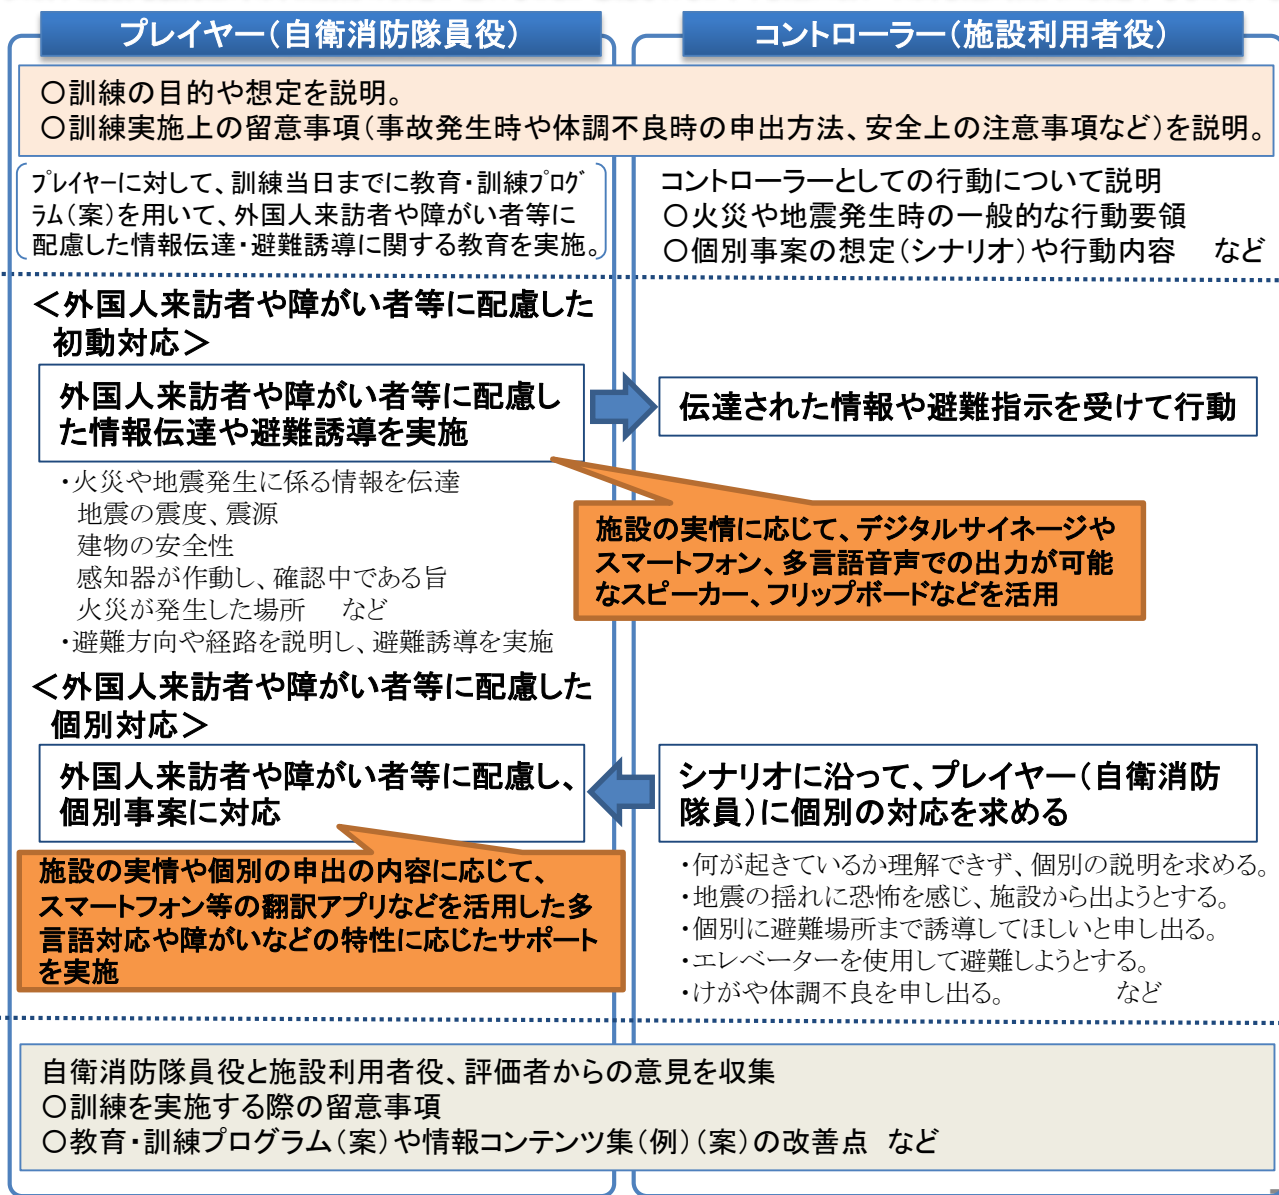 プレイヤー（自衛消防隊員役）
コントローラー（施設利用者役）
〇訓練の目的や想定を説明。
〇訓練実施上の留意事項（事故発生時や体調不良時の申出方法、安全上の注意事項など）を説明。
プレイヤーに対して、訓練当日までに教育・訓練プログ
ラム（案）を用いて、外国人来訪者や障がい者等に
配慮した情報伝達・避難誘導に関する教育を実施。
コントローラーとしての行動について説明
〇火災や地震発生時の一般的な行動要領
〇個別事案の想定（シナリオ）や行動内容　など
＜外国人来訪者や障がい者等に配慮した
初動対応＞
外国人来訪者や障がい者等に配慮し
た情報伝達や避難誘導を実施
伝達された情報や避難指示を受けて行動
・火災や地震発生に係る情報を伝達
地震の震度、震源
建物の安全性
感知器が作動し、確認中である旨
火災が発生した場所　など
・避難方向や経路を説明し、避難誘導を実施
施設の実情に応じて、デジタルサイネージや
スマートフォン、多言語音声での出力が可能
なスピーカー、フリップボードなどを活用
＜外国人来訪者や障がい者等に配慮した
個別対応＞
外国人来訪者や障がい者等に配慮し、
個別事案に対応
シナリオに沿って、プレイヤー（自衛消防
隊員）に個別の対応を求める
施設の実情や個別の申出の内容に応じて、
スマートフォン等の翻訳アプリなどを活用した多
言語対応や障がいなどの特性に応じたサポート
を実施
・何が起きているか理解できず、個別の説明を求める。
・地震の揺れに恐怖を感じ、施設から出ようとする。
・個別に避難場所まで誘導してほしいと申し出る。
・エレベーターを使用して避難しようとする。
・けがや体調不良を申し出る。　など
自衛消防隊員役と施設利用者役、評価者からの意見を収集
〇訓練を実施する際の留意事項
〇教育・訓練プログラム（案）や情報コンテンツ集（例）（案）の改善点　など